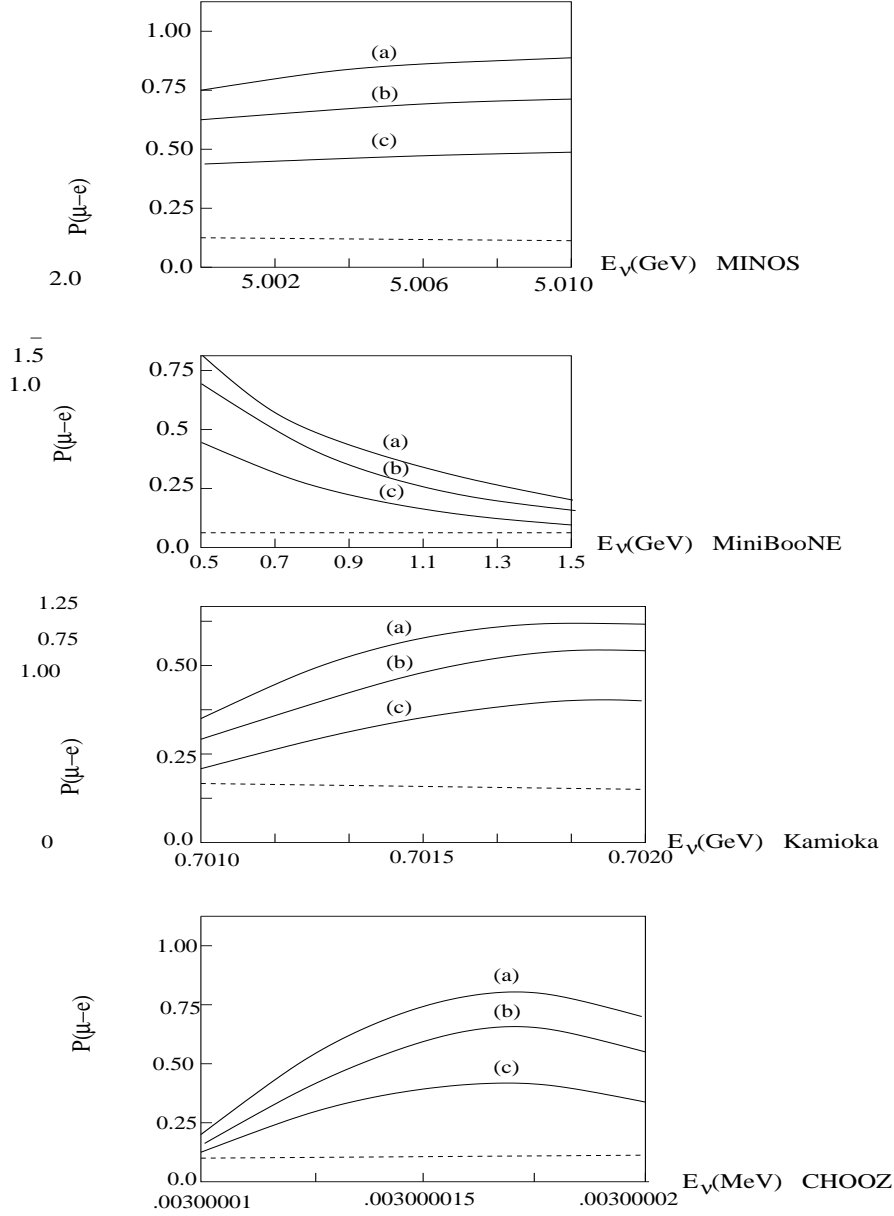 1.00
(a)
0.75
(b)
0.50
(c)
P(μ−e)
0.25
0.0
E_ν(GeV) MINOS
2.0
5.002 5.006 5.010
–
1.5
0.75
1.0
P(μ−e)
0.5
(a)
(b)
0.25
(c)
0.0
E_ν(GeV) MiniBooNE
0.5 0.7 0.9 1.1 1.3 1.5
1.25
(a)
0.75
0.50
(b)
1.00
(c)
P(μ−e)
0.25
0
0.0
E_ν(GeV) Kamioka
0.7010 0.7015 0.7020
1.00
(a)
0.75
(b)
P(μ−e)
0.50
(c)
0.25
0.0
E_ν(MeV) CHOOZ
.00300001 .003000015 .00300002